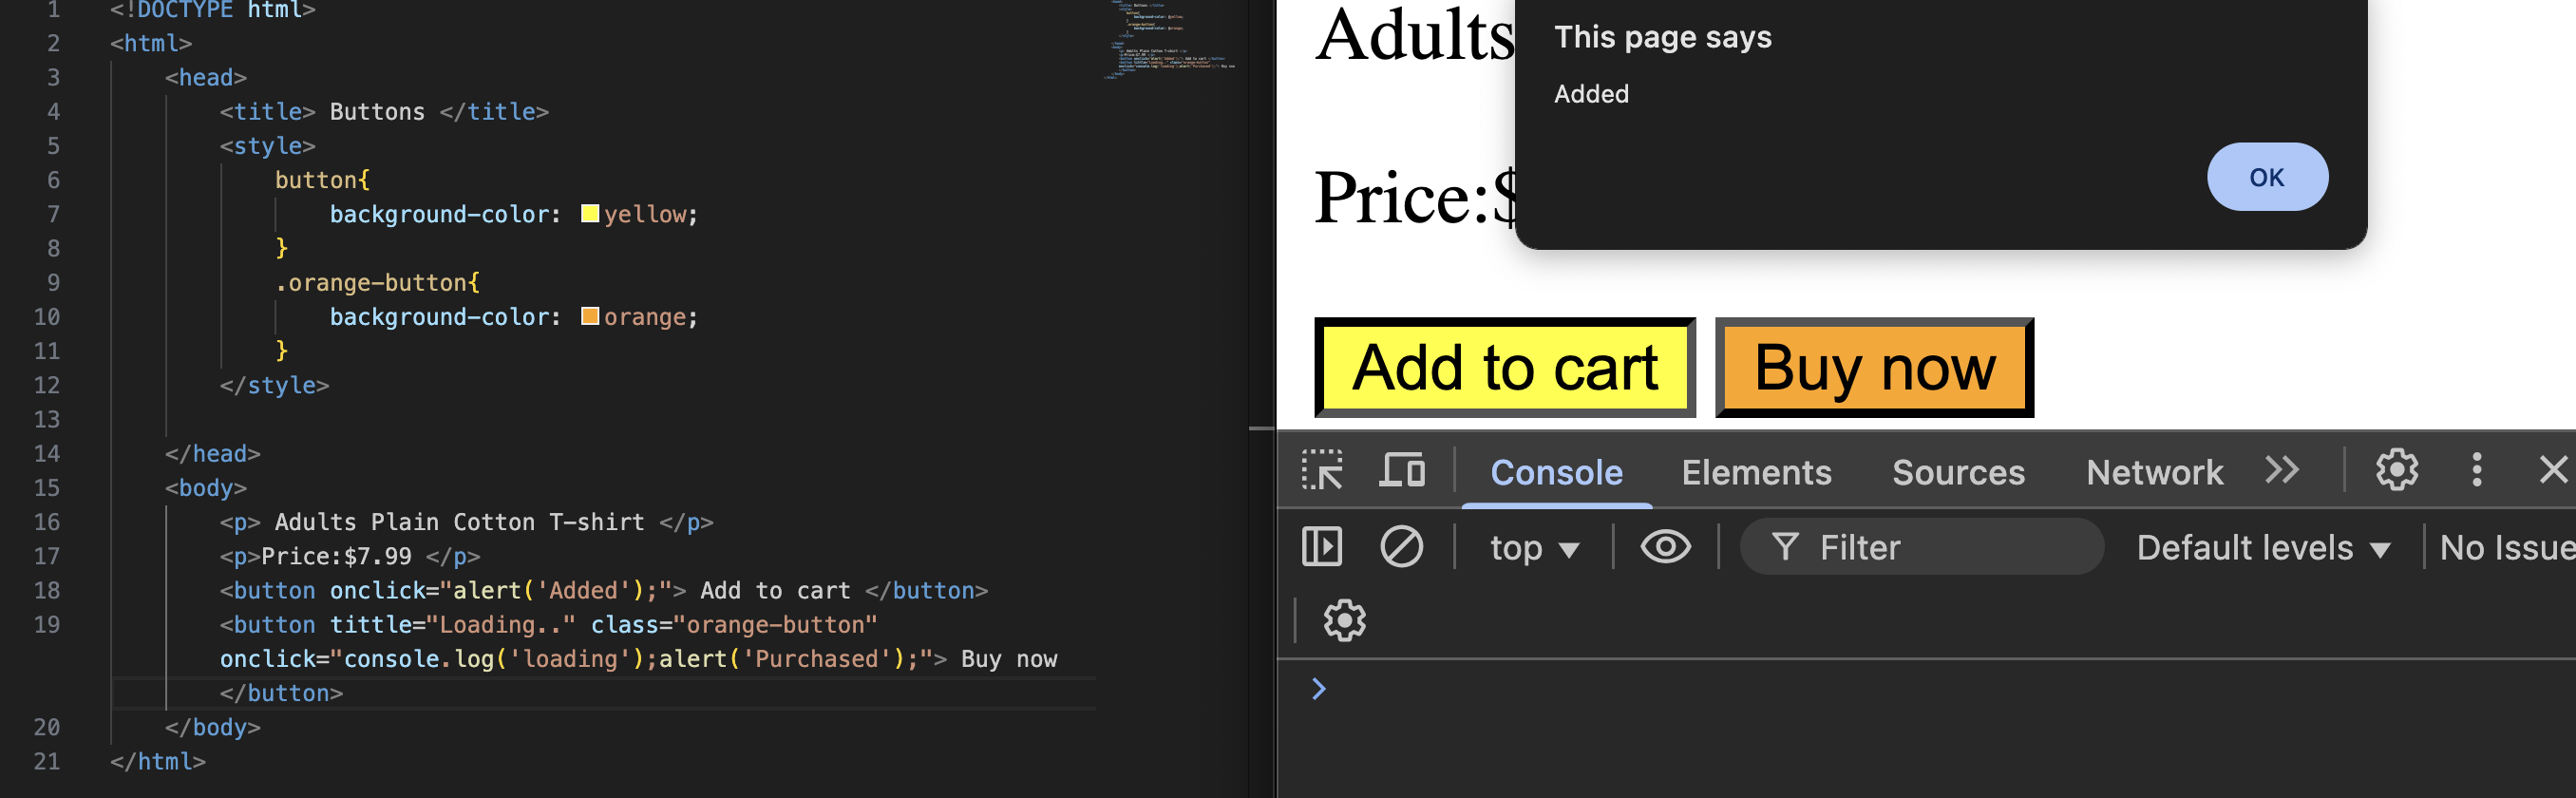 1 <!DOCTYPE html>
2 <html>
3 <head>
4 <title> Buttons </title>
5 <style>
6 button{
7 background-color: yellow;
8 }
9 .orange-button{
10 background-color: orange;
11 }
12 </style>
13
14 </head>
15 <body>
16 <p> Adults Plain Cotton T-shirt </p>
17 <p>Price:$7.99 </p>
18 <button onclick="alert('Added');"> Add to cart </button>
19 <button tittle="Loading.." class="orange-button"
onclick="console.log('loading');alert('Purchased');"> Buy now
</button>
20 </body>
21 </html>
Adults
This page says
Added
OK
Price:$
Add to cart Buy now
Console Elements Sources Network
top Filter Default levels No Issue